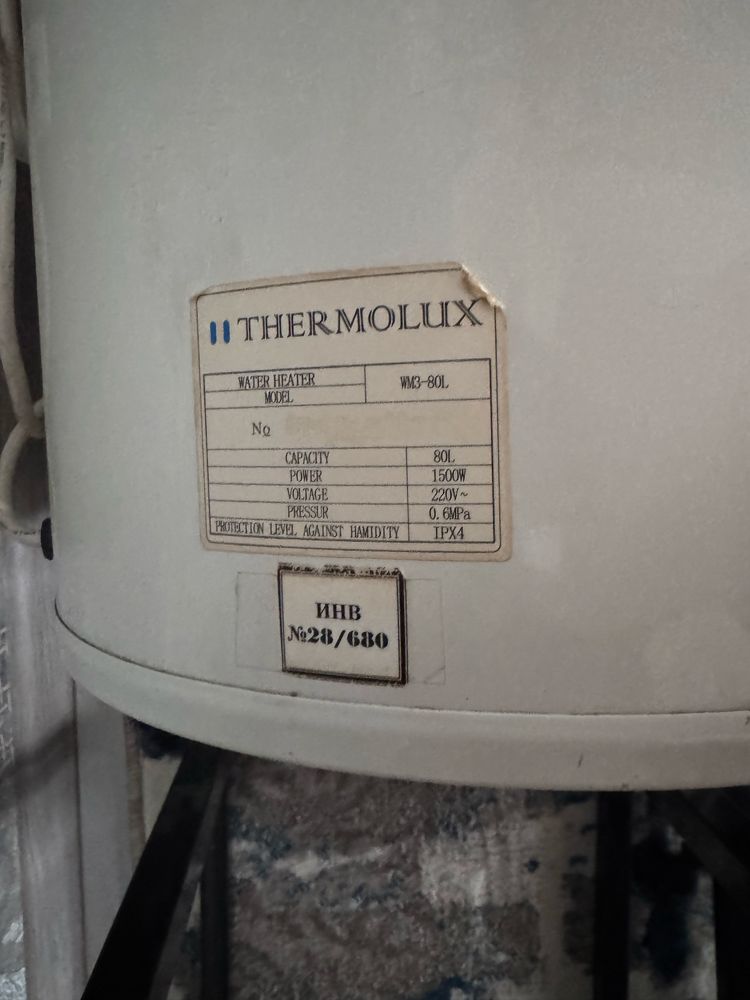 THERMOLUX
WATER HEATER
MODEL
WM3-80L
No
CAPACITY 80L
POWER 1500W
VOLTAGE 220V~
PRESSUR 0.6MPa
PROTECTION LEVEL AGAINST HAMIDITY IPX4
ИНВ
№28/680